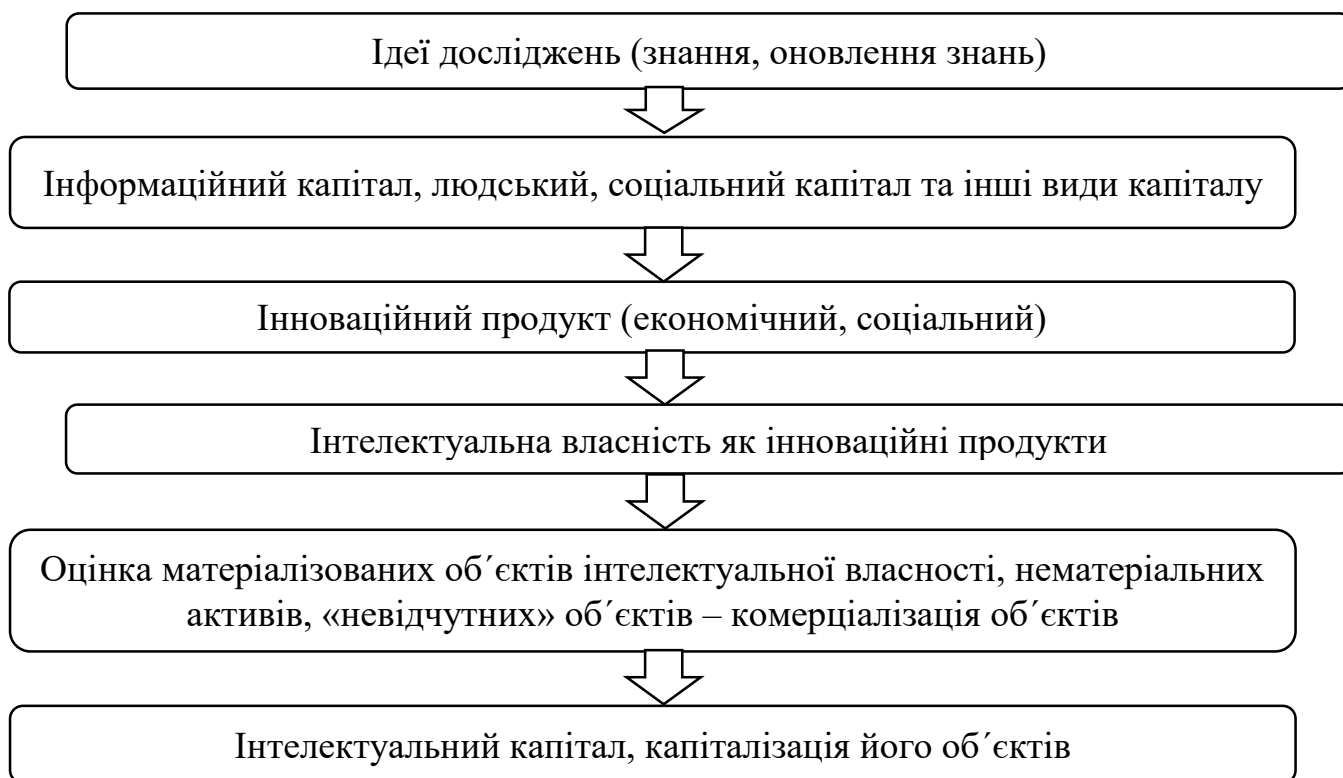 Ідеї досліджень (знання, оновлення знань)
Інформаційний капітал, людський, соціальний капітал та інші види капіталу
Інноваційний продукт (економічний, соціальний)
Інтелектуальна власність як інноваційні продукти
Оцінка матеріалізованих об´єктів інтелектуальної власності, нематеріальних
активів, «невідчутних» об´єктів – комерціалізація об´єктів
Інтелектуальний капітал, капіталізація його об´єктів